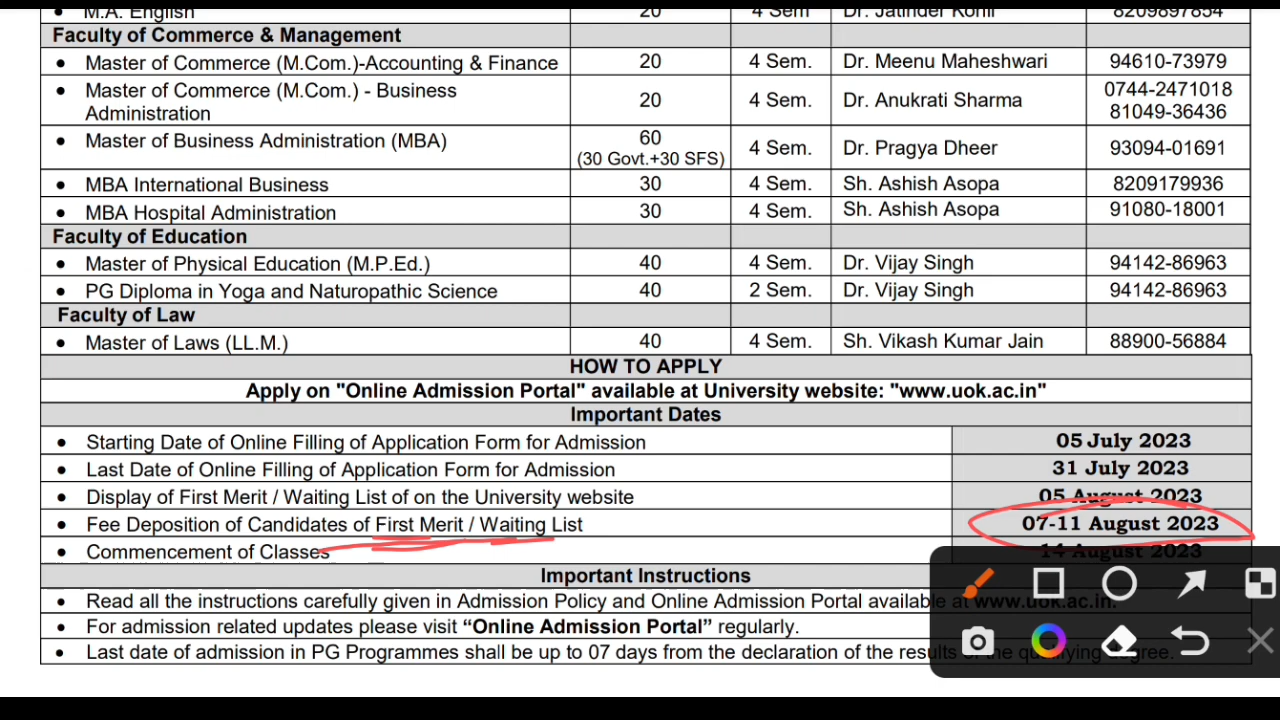 M.A. English 20 4 Sem Dr. Jatinder Kohli 8209897854
Faculty of Commerce & Management
• Master of Commerce (M.Com.)-Accounting & Finance 20 4 Sem. Dr. Meenu Maheshwari 94610-73979
• Master of Commerce (M.Com.) - Business Administration 20 4 Sem. Dr. Anukrati Sharma 0744-2471018 81049-36436
• Master of Business Administration (MBA) 60 (30 Govt.+30 SFS) 4 Sem. Dr. Pragya Dheer 93094-01691
• MBA International Business 30 4 Sem. Sh. Ashish Asopa 8209179936
• MBA Hospital Administration 30 4 Sem. Sh. Ashish Asopa 91080-18001
Faculty of Education
• Master of Physical Education (M.P.Ed.) 40 4 Sem. Dr. Vijay Singh 94142-86963
• PG Diploma in Yoga and Naturopathic Science 40 2 Sem. Dr. Vijay Singh 94142-86963
Faculty of Law
• Master of Laws (LL.M.) 40 4 Sem. Sh. Vikash Kumar Jain 88900-56884
HOW TO APPLY
Apply on "Online Admission Portal" available at University website: "www.uok.ac.in"
Important Dates
• Starting Date of Online Filling of Application Form for Admission 05 July 2023
• Last Date of Online Filling of Application Form for Admission 31 July 2023
• Display of First Merit / Waiting List of on the University website 05 August 2023
• Fee Deposition of Candidates of First Merit / Waiting List 07-11 August 2023
• Commencement of Classes 14 August 2023
Important Instructions
• Read all the instructions carefully given in Admission Policy and Online Admission Portal available at www.uok.ac.in.
• For admission related updates please visit “Online Admission Portal” regularly.
• Last date of admission in PG Programmes shall be up to 07 days from the declaration of the results of the qualifying degree.